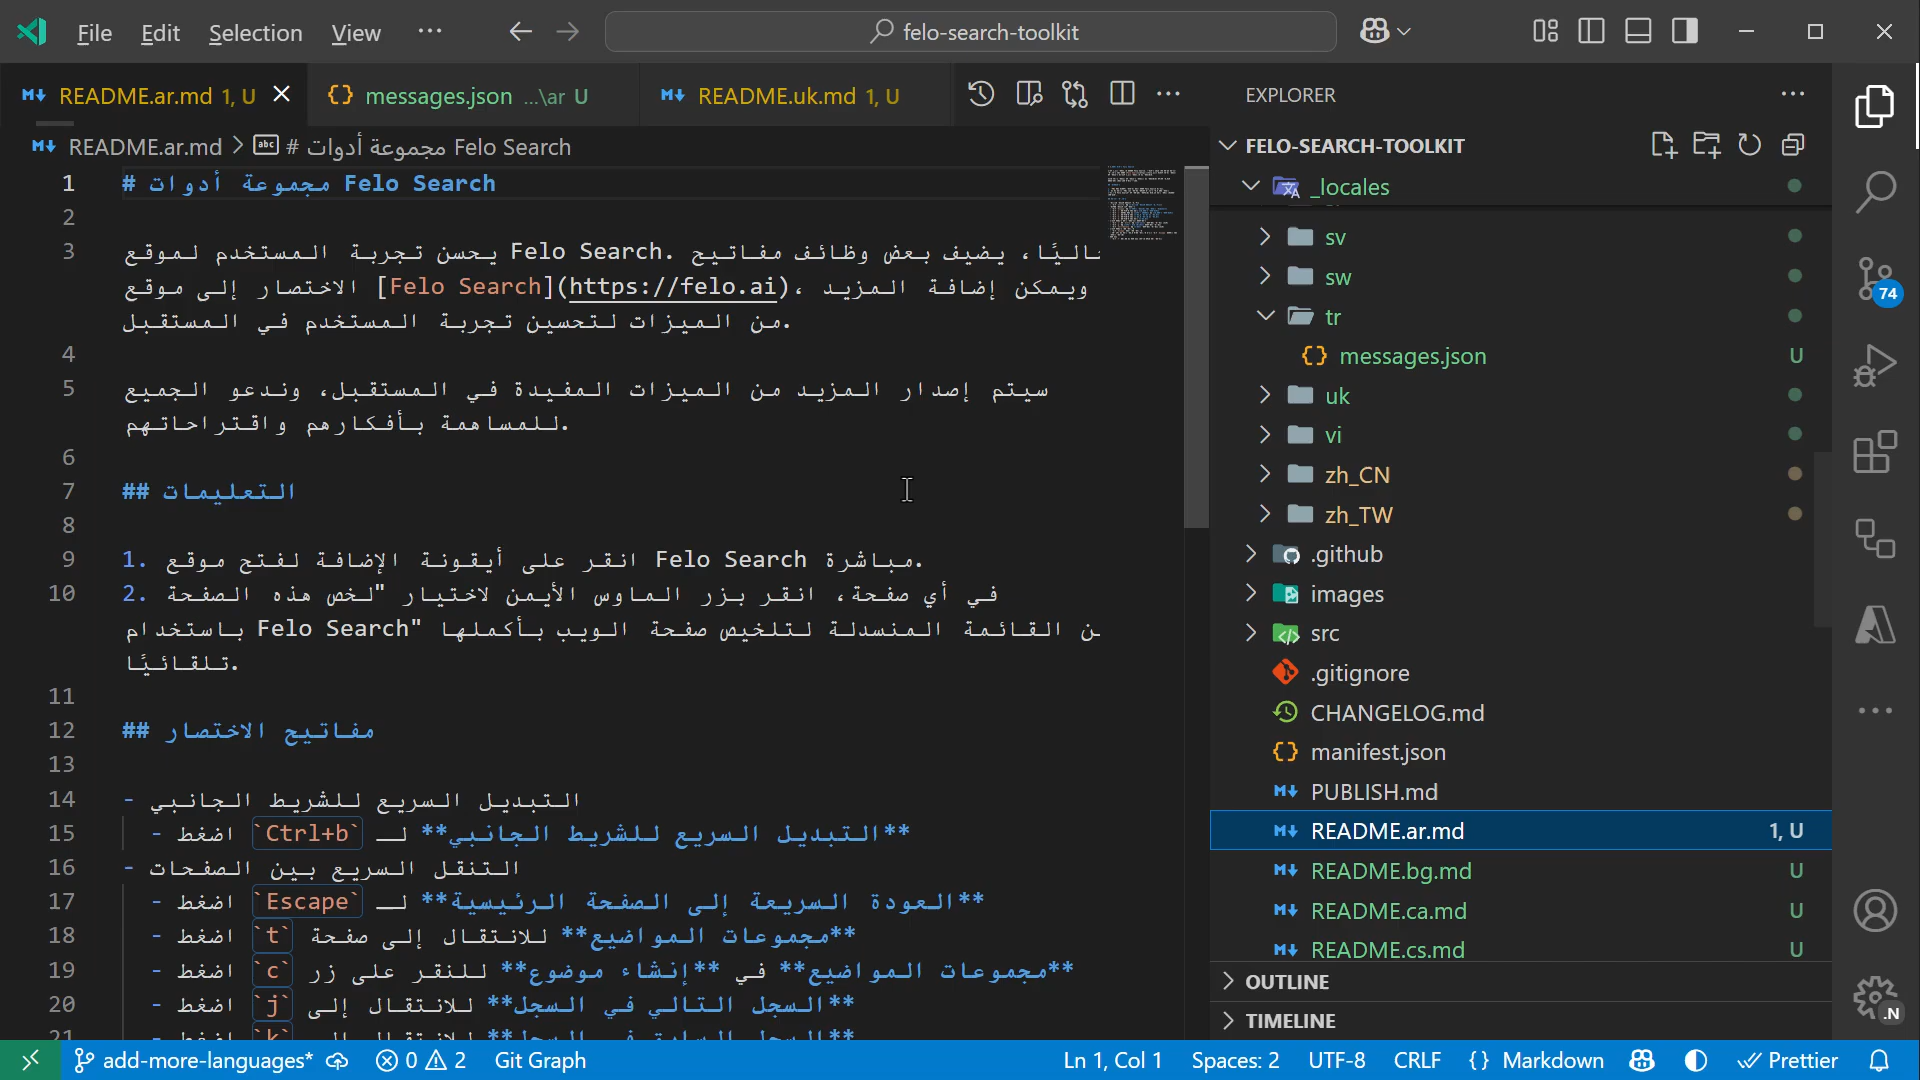 File Edit Selection View ··· felo-search-toolkit
README.ar.md 1, U
messages.json ...\ar U
README.uk.md 1, U
README.ar.md > # مجموعة أدوات Felo Search
1 # مجموعة أدوات Felo Search
2
3 يحسن تجربة المستخدم لموقع Felo Search. يضيف بعض وظائف مفاتيح
الاختصار إلى موقع [Felo Search](https://felo.ai)، ويمكن إضافة المزيد
من الميزات لتحسين تجربة المستخدم في المستقبل.
4
5 سيتم إصدار المزيد من الميزات المفيدة في المستقبل، وندعو الجميع
للمساهمة بأفكارهم واقتراحاتهم.
6
7 ## التعليمات
8
9 1. انقر على أيقونة الإضافة لفتح موقع Felo Search مباشرة.
10 2. في أي صفحة، انقر بزر الماوس الأيمن لاختيار "لخص هذه الصفحة
باستخدام Felo Search" القائمة المنسدلة لتلخيص صفحة الويب بأكملها
تلقائيًا.
11
12 ## مفاتيح الاختصار
13
14 - التبديل السريع للشريط الجانبي
15 - اضغط `Ctrl+b` لـ **التبديل السريع للشريط الجانبي**
16 - التنقل السريع بين الصفحات
17 - اضغط `Escape` لـ **العودة السريعة إلى الصفحة الرئيسية**
18 - اضغط `t` للانتقال إلى صفحة **مجموعات المواضيع**
19 - اضغط `c` للنقر على زر **إنشاء موضوع** في **مجموعات المواضيع**
20 - اضغط `j` للانتقال إلى **السجل التالي في السجل**
21
EXPLORER
FELO-SEARCH-TOOLKIT
_locales
sv
sw
tr
messages.json U
uk
vi
zh_CN
zh_TW
.github
images
src
.gitignore
CHANGELOG.md
manifest.json
PUBLISH.md
README.ar.md 1, U
README.bg.md U
README.ca.md U
README.cs.md U
OUTLINE
TIMELINE
74
.N
add-more-languages* 0 2 Git Graph Ln 1, Col 1 Spaces: 2 UTF-8 CRLF {} Markdown Prettier